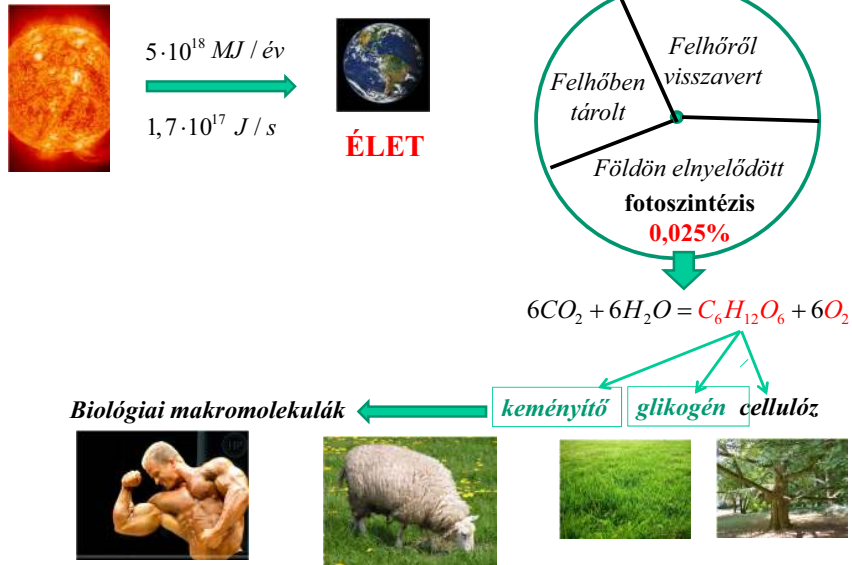 5·10¹⁸ MJ / év
1,7·10¹⁷ J / s
ÉLET
Felhőről
visszavert
Felhőben
tárolt
Földön elnyelődött
fotoszintézis
0,025%
6CO₂ + 6H₂O = C₆H₁₂O₆ + 6O₂
Biológiai makromolekulák
keményítő
glikogén
cellulóz